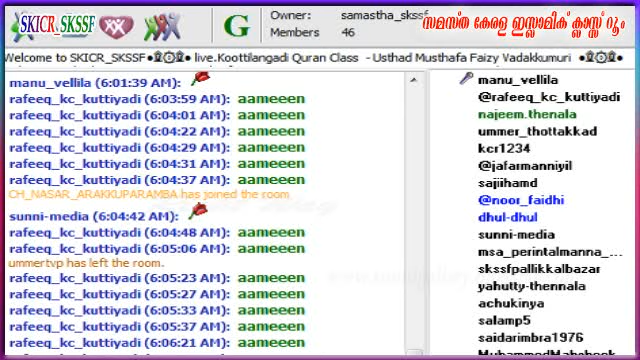 SKICR_SKSSF
G
Owner: samastha_skssf
Members 46
സമസ്ത കേരള ഇസ്ലാമിക് ക്ലാസ്സ് റൂം
Welcome to SKICR_SKSSF live.Koottilangadi Quran Class - Usthad Musthafa Faizy Vadakkumuri
manu_vellila (6:01:39 AM):
rafeeq_kc_kuttiyadi (6:03:59 AM): aameeen
rafeeq_kc_kuttiyadi (6:04:01 AM): aameeen
rafeeq_kc_kuttiyadi (6:04:22 AM): aameeen
rafeeq_kc_kuttiyadi (6:04:29 AM): aameeen
rafeeq_kc_kuttiyadi (6:04:31 AM): aameeen
rafeeq_kc_kuttiyadi (6:04:37 AM): aameeen
CH_NASAR_ARAKKUPARAMBA has joined the room
sunni-media (6:04:42 AM):
rafeeq_kc_kuttiyadi (6:04:48 AM): aameeen
rafeeq_kc_kuttiyadi (6:05:06 AM): aameeen
ummertvp has left the room.
rafeeq_kc_kuttiyadi (6:05:23 AM): aameeen
rafeeq_kc_kuttiyadi (6:05:27 AM): aameeen
rafeeq_kc_kuttiyadi (6:05:33 AM): aameeen
rafeeq_kc_kuttiyadi (6:05:37 AM): aameeen
rafeeq_kc_kuttiyadi (6:06:21 AM): aameeen
manu_vellila
@rafeeq_kc_kuttiyadi
najeem.thenala
ummer_thottakkad
kcr1234
@jafarmanniyil
sajiihamd
@noor_faidhi
dhul-dhul
sunni-media
msa_perintalmanna_...
skssfpallikkalbazar
yahutty-thennala
achukinya
salamp5
saidarimbra1976
MuhammedMahsheek